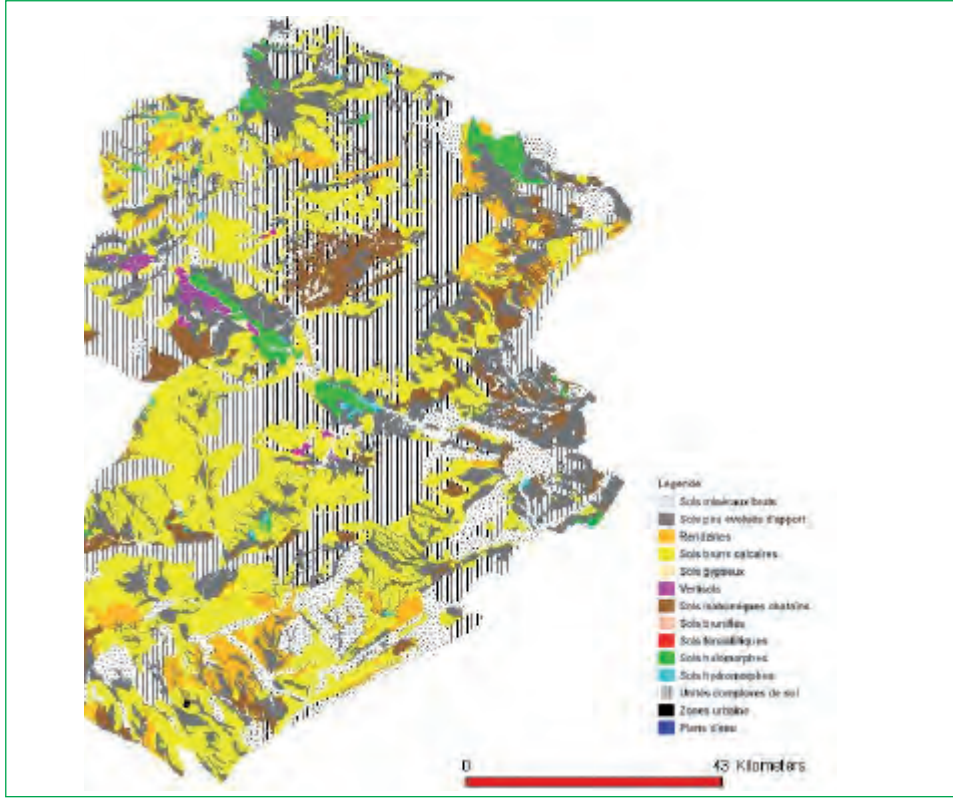 Légende
Sols minéraux bruts
Sols peu évolués d'apport
Rendzines
Sols bruns calcaires
Sols gypseux
Vertisols
Sols isohumiques châtains
Sols brunifiés
Sols fersiallitiques
Sols halomorphes
Sols hydromorphes
Unités complexes de sol
Zones urbaine
Plans d'eau
0 43 Kilometers